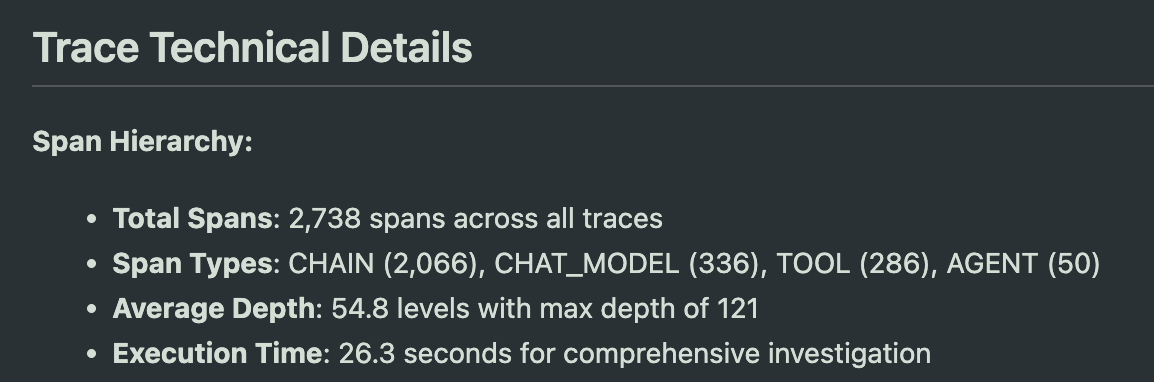 Trace Technical Details
Span Hierarchy:
• Total Spans: 2,738 spans across all traces
• Span Types: CHAIN (2,066), CHAT_MODEL (336), TOOL (286), AGENT (50)
• Average Depth: 54.8 levels with max depth of 121
• Execution Time: 26.3 seconds for comprehensive investigation